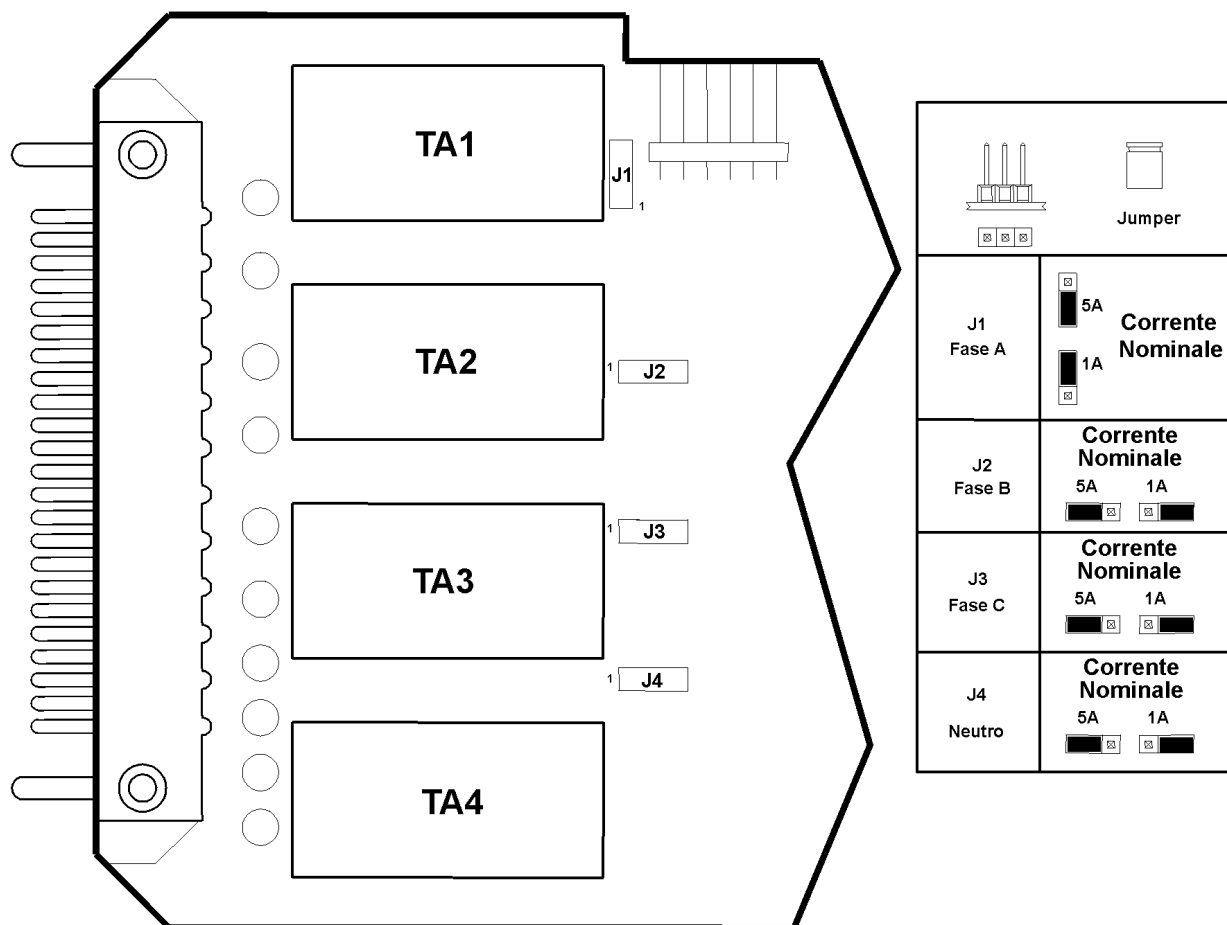 TA1
J1
1
TA2
1
J2
TA3
1
J3
1
J4
TA4
Jumper
J1
Fase A
5A
1A
Corrente
Nominale
J2
Fase B
Corrente
Nominale
5A 1A
J3
Fase C
Corrente
Nominale
5A 1A
J4
Neutro
Corrente
Nominale
5A 1A